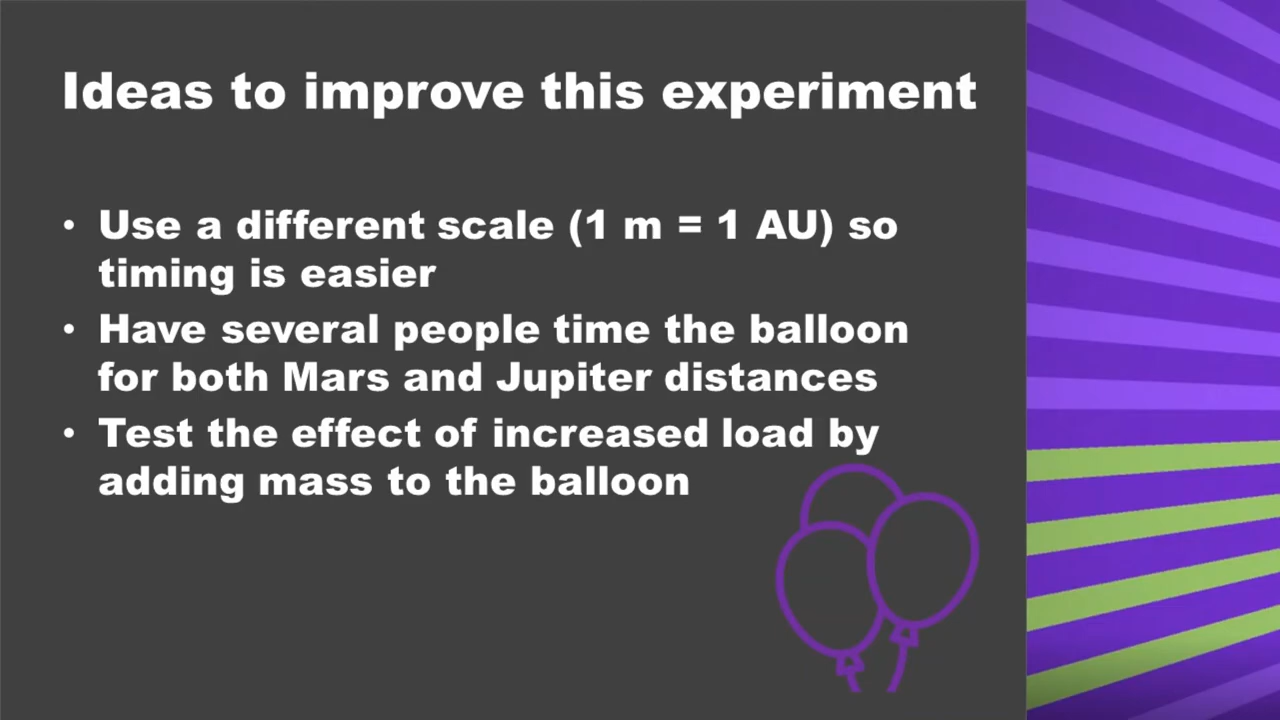 Ideas to improve this experiment
• Use a different scale (1 m = 1 AU) so
timing is easier
• Have several people time the balloon
for both Mars and Jupiter distances
• Test the effect of increased load by
adding mass to the balloon